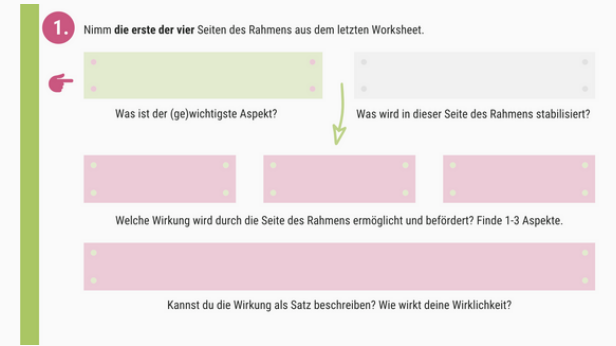 1.
Nimm die erste der vier Seiten des Rahmens aus dem letzten Worksheet.
Was ist der (ge)wichtigste Aspekt?
Was wird in dieser Seite des Rahmens stabilisiert?
Welche Wirkung wird durch die Seite des Rahmens ermöglicht und befördert? Finde 1-3 Aspekte.
Kannst du die Wirkung als Satz beschreiben? Wie wirkt deine Wirklichkeit?